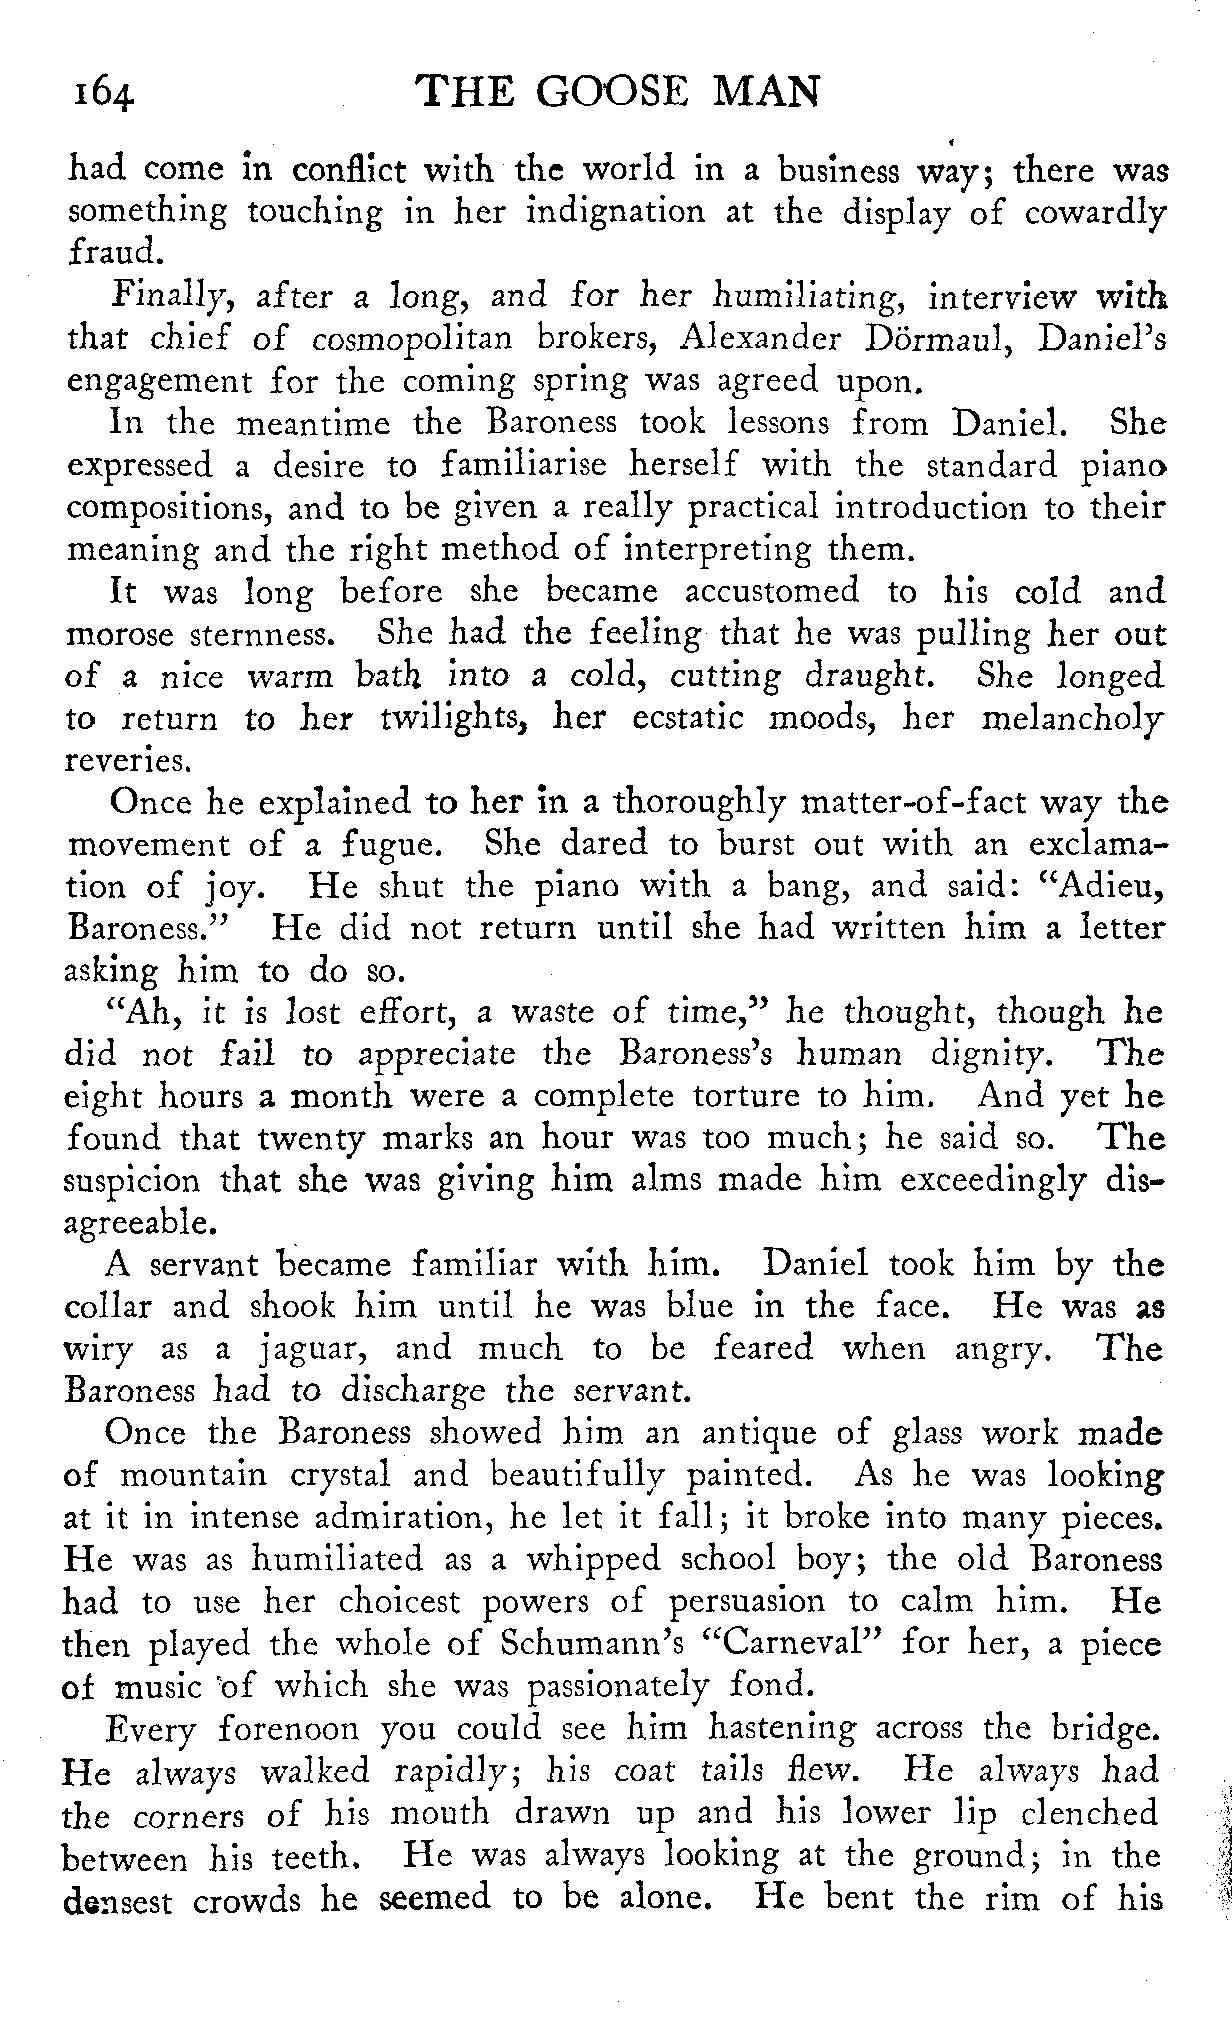 164 THE GOOSE MAN
had come in conflict with the world in a business way; there was
something touching in her indignation at the display of cowardly
fraud.
Finally, after a long, and for her humiliating, interview with
that chief of cosmopolitan brokers, Alexander Dörmaul, Daniel's
engagement for the coming spring was agreed upon.
In the meantime the Baroness took lessons from Daniel. She
expressed a desire to familiarise herself with the standard piano
compositions, and to be given a really practical introduction to their
meaning and the right method of interpreting them.
It was long before she became accustomed to his cold and
morose sternness. She had the feeling that he was pulling her out
of a nice warm bath into a cold, cutting draught. She longed
to return to her twilights, her ecstatic moods, her melancholy
reveries.
Once he explained to her in a thoroughly matter-of-fact way the
movement of a fugue. She dared to burst out with an exclama-
tion of joy. He shut the piano with a bang, and said: "Adieu,
Baroness." He did not return until she had written him a letter
asking him to do so.
"Ah, it is lost effort, a waste of time," he thought, though he
did not fail to appreciate the Baroness's human dignity. The
eight hours a month were a complete torture to him. And yet he
found that twenty marks an hour was too much; he said so. The
suspicion that she was giving him alms made him exceedingly dis-
agreeable.
A servant became familiar with him. Daniel took him by the
collar and shook him until he was blue in the face. He was as
wiry as a jaguar, and much to be feared when angry. The
Baroness had to discharge the servant.
Once the Baroness showed him an antique of glass work made
of mountain crystal and beautifully painted. As he was looking
at it in intense admiration, he let it fall; it broke into many pieces.
He was as humiliated as a whipped school boy; the old Baroness
had to use her choicest powers of persuasion to calm him. He
then played the whole of Schumann's "Carneval" for her, a piece
of music of which she was passionately fond.
Every forenoon you could see him hastening across the bridge.
He always walked rapidly; his coat tails flew. He always had
the corners of his mouth drawn up and his lower lip clenched
between his teeth. He was always looking at the ground; in the
densest crowds he seemed to be alone. He bent the rim of his